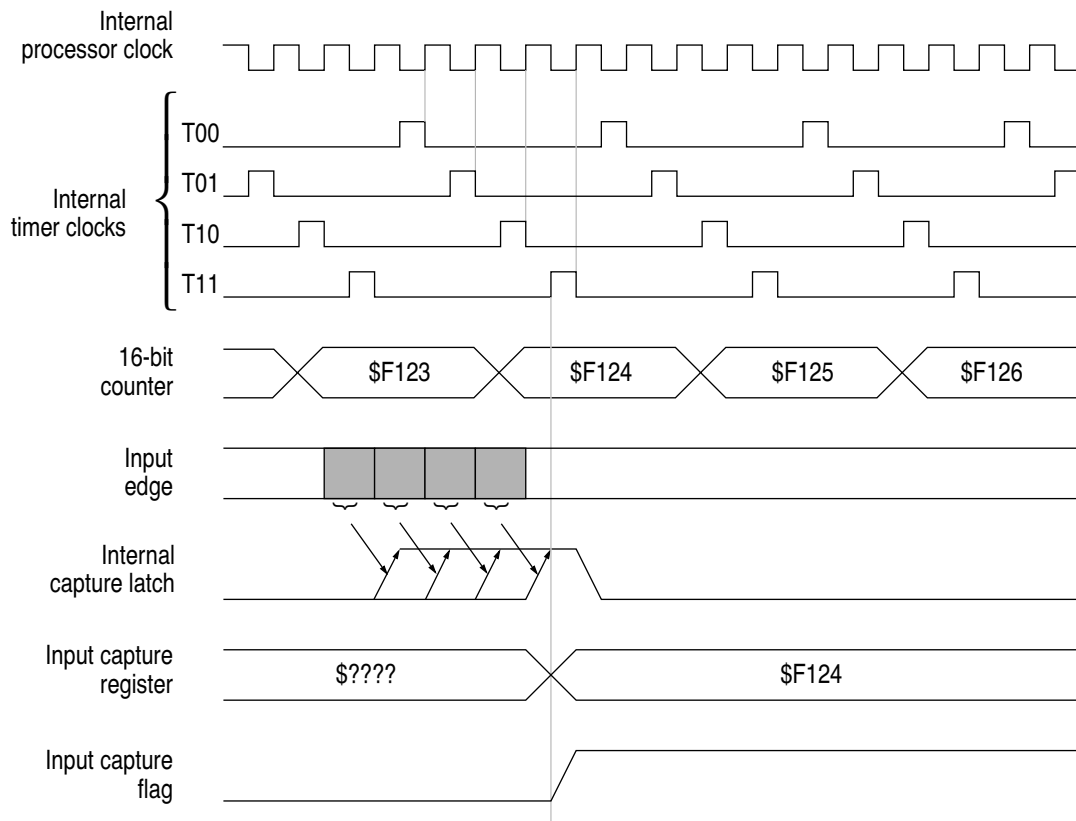 Internal
processor clock
T00
T01
Internal
timer clocks
T10
T11
16-bit
counter
$F123
$F124
$F125
$F126
Input
edge
Internal
capture latch
Input capture
register
$????
$F124
Input capture
flag